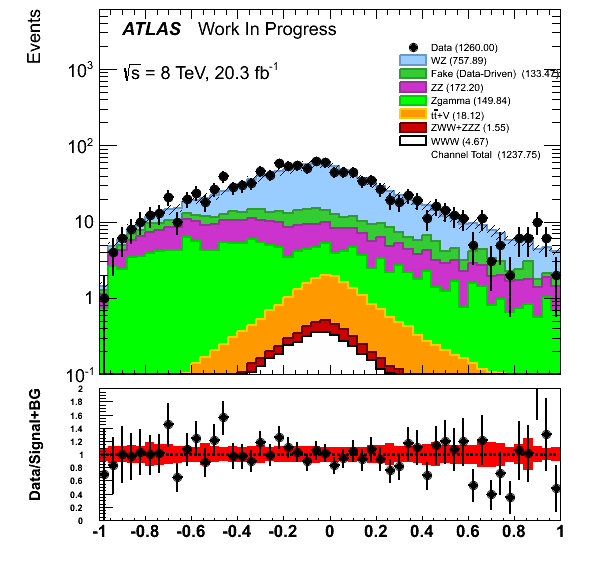 Events
ATLAS Work In Progress
√s = 8 TeV, 20.3 fb⁻¹
Data (1260.00)
WZ (757.89)
Fake (Data-Driven) (133.47)
ZZ (172.20)
Zgamma (149.84)
tt̄+V (18.12)
ZWW+ZZZ (1.55)
WWW (4.67)
Channel Total (1237.75)
10³
10²
10
1
10⁻¹
Data/Signal+BG
2
1.8
1.6
1.4
1.2
1
0.8
0.6
0.4
0.2
0
-1 -0.8 -0.6 -0.4 -0.2 0 0.2 0.4 0.6 0.8 1